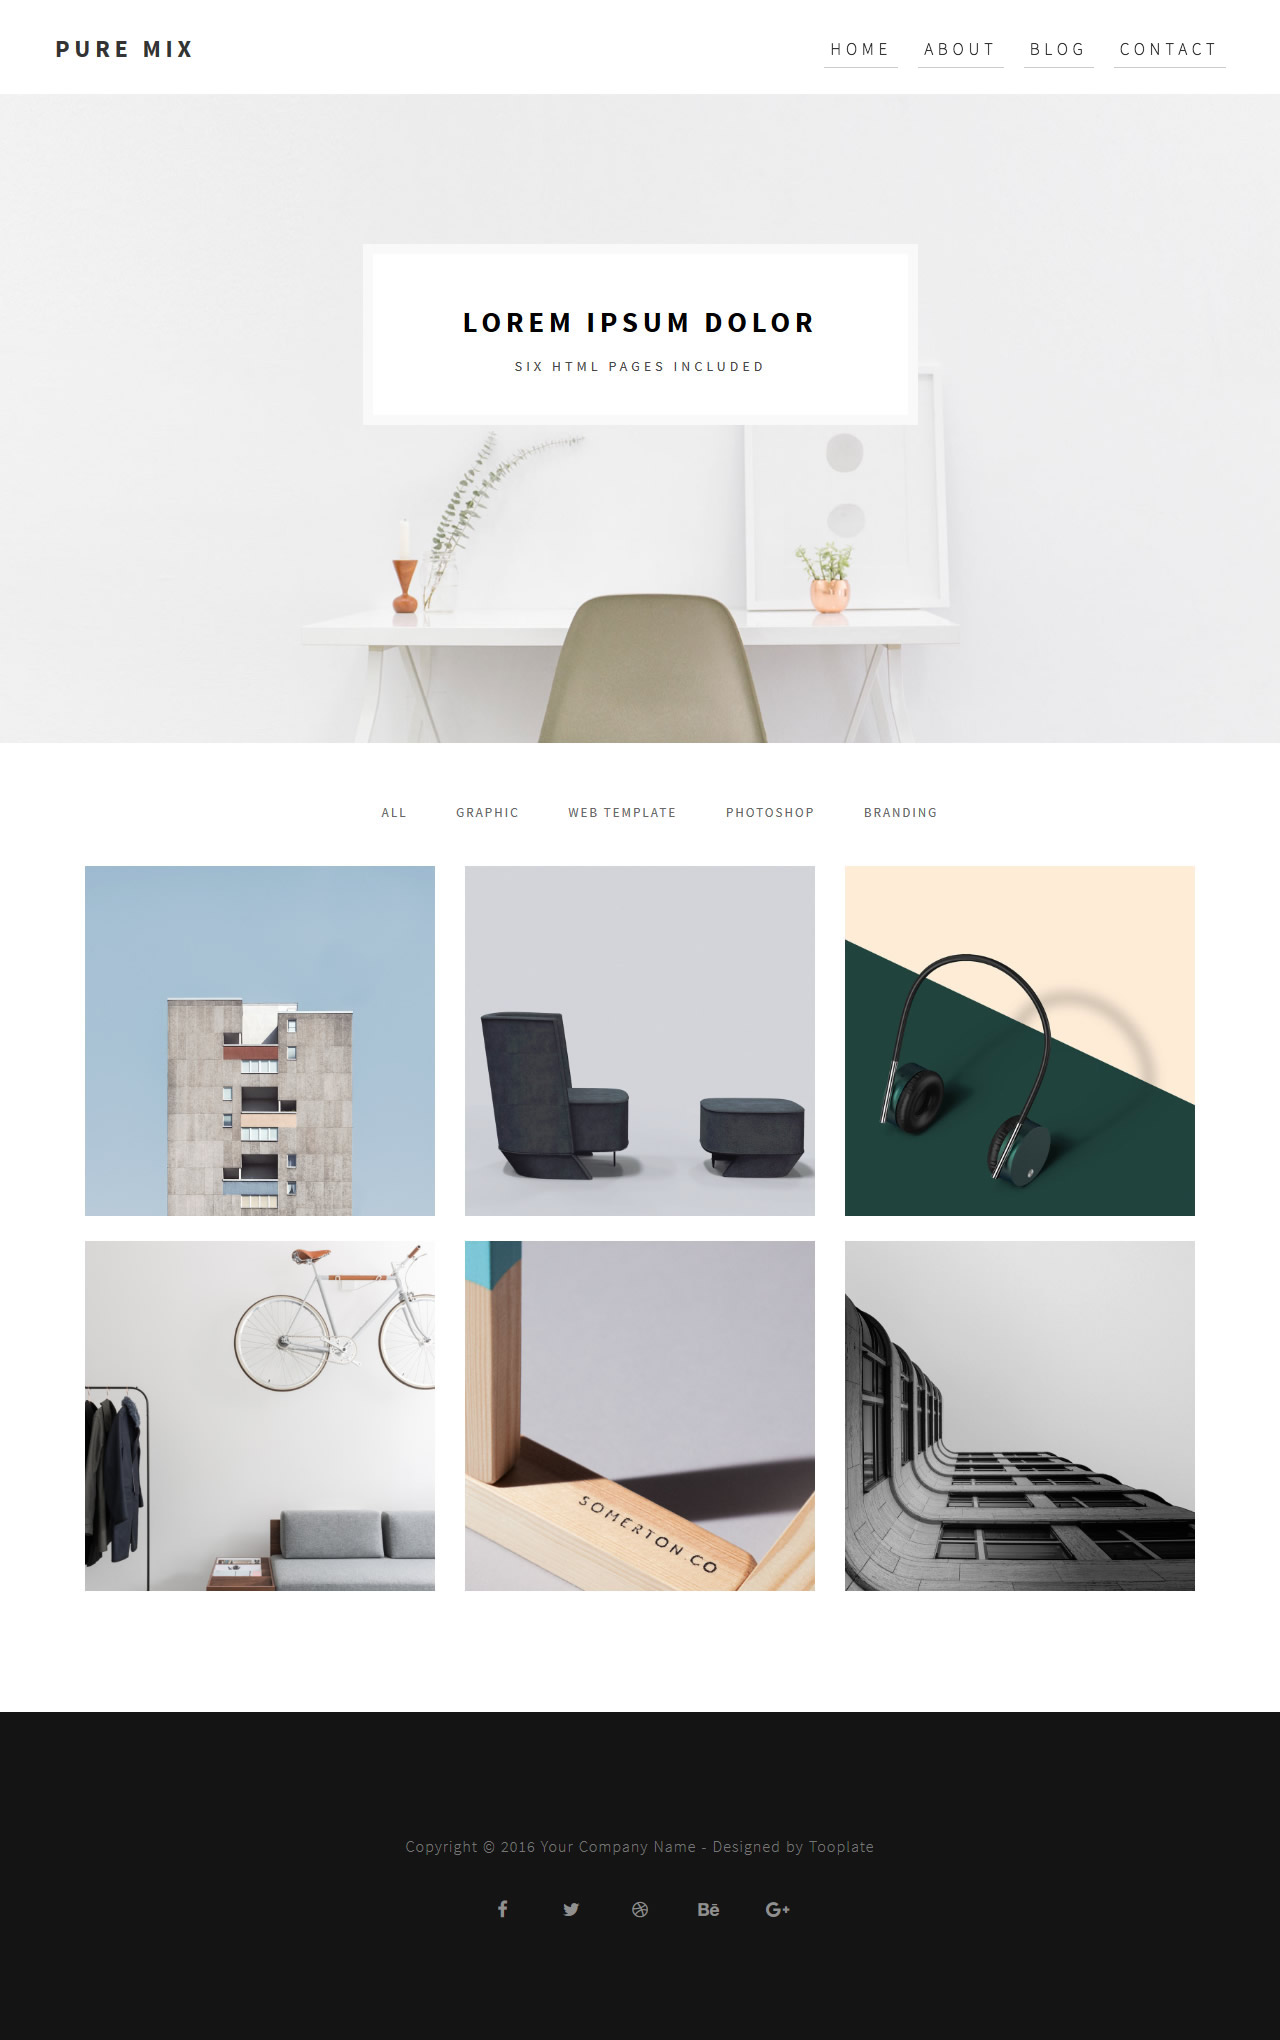 PURE MIX
HOME ABOUT BLOG CONTACT
LOREM IPSUM DOLOR
SIX HTML PAGES INCLUDED
ALL GRAPHIC WEB TEMPLATE PHOTOSHOP BRANDING
SOMERTON.CO
Copyright © 2016 Your Company Name - Designed by Tooplate